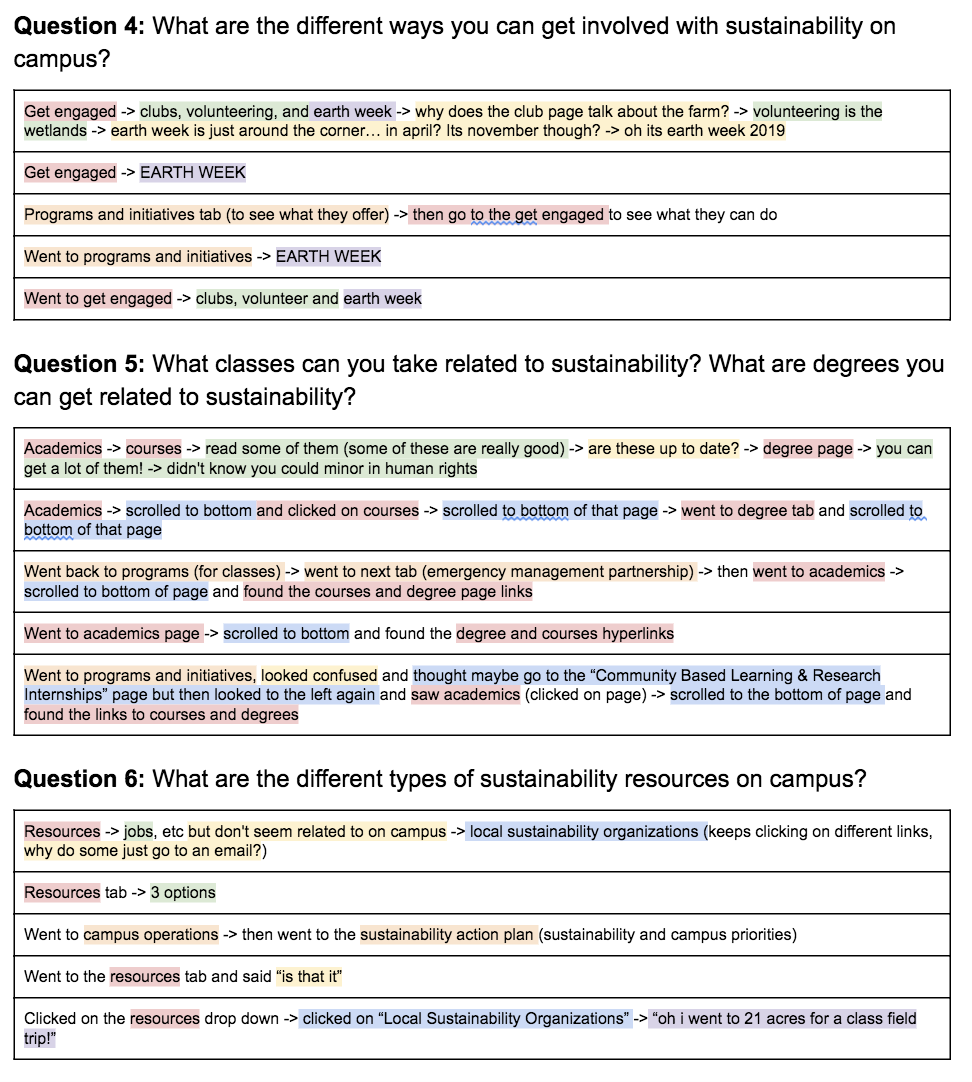 Question 4: What are the different ways you can get involved with sustainability on
campus?
Get engaged -> clubs, volunteering, and earth week -> why does the club page talk about the farm? -> volunteering is the
wetlands -> earth week is just around the corner... in april? Its november though? -> oh its earth week 2019
Get engaged -> EARTH WEEK
Programs and initiatives tab (to see what they offer) -> then go to the get engaged to see what they can do
Went to programs and initiatives -> EARTH WEEK
Went to get engaged -> clubs, volunteer and earth week
Question 5: What classes can you take related to sustainability? What are degrees you
can get related to sustainability?
Academics -> courses -> read some of them (some of these are really good) -> are these up to date? -> degree page -> you can
get a lot of them! -> didn't know you could minor in human rights
Academics -> scrolled to bottom and clicked on courses -> scrolled to bottom of that page -> went to degree tab and scrolled to
bottom of that page
Went back to programs (for classes) -> went to next tab (emergency management partnership) -> then went to academics ->
scrolled to bottom of page and found the courses and degree page links
Went to academics page -> scrolled to bottom and found the degree and courses hyperlinks
Went to programs and initiatives, looked confused and thought maybe go to the “Community Based Learning & Research
Internships” page but then looked to the left again and saw academics (clicked on page) -> scrolled to the bottom of page and
found the links to courses and degrees
Question 6: What are the different types of sustainability resources on campus?
Resources -> jobs, etc but don't seem related to on campus -> local sustainability organizations (keeps clicking on different links,
why do some just go to an email?)
Resources tab -> 3 options
Went to campus operations -> then went to the sustainability action plan (sustainability and campus priorities)
Went to the resources tab and said “is that it”
Clicked on the resources drop down -> clicked on “Local Sustainability Organizations” -> “oh i went to 21 acres for a class field
trip!”